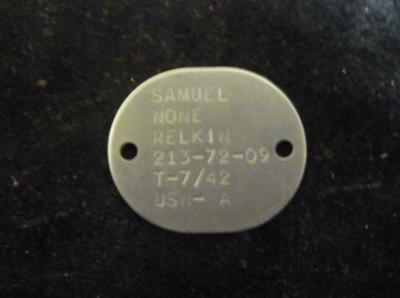 SAMUEL
NONE
RELKIN
213-72-09
T-7/42
USN- A